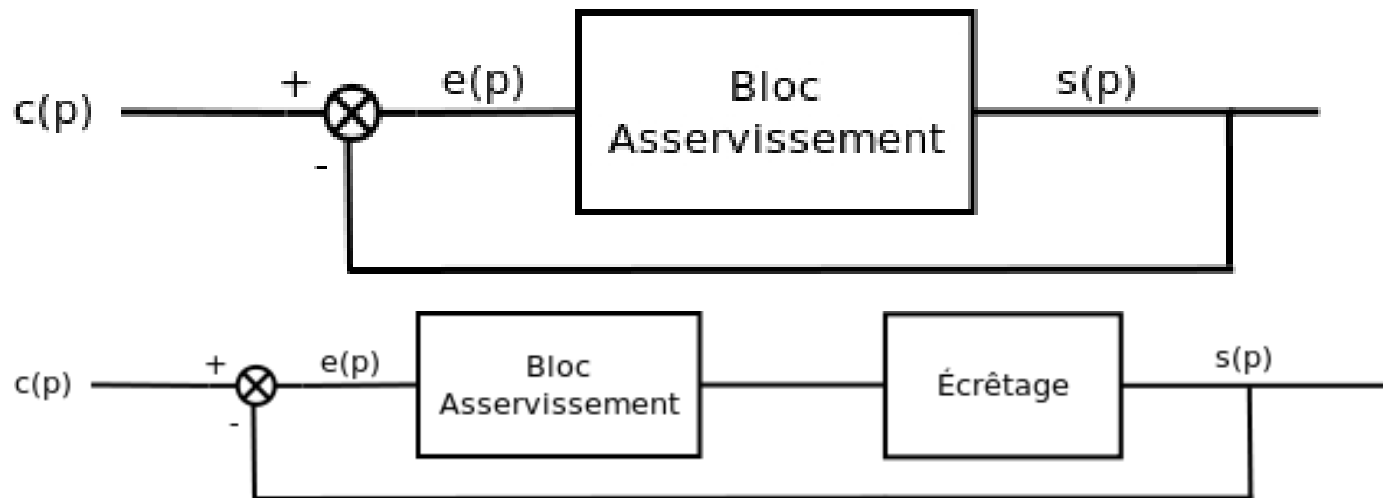 c(p)
+
-
e(p)
Bloc
Asservissement
s(p)
c(p)
+
-
e(p)
Bloc
Asservissement
Écrêtage
s(p)